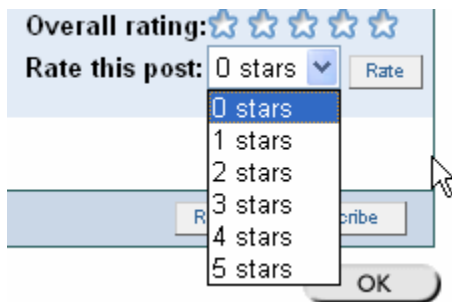 Overall rating:
Rate this post: 0 stars Rate
0 stars
1 stars
2 stars
3 stars
4 stars
5 stars
OK